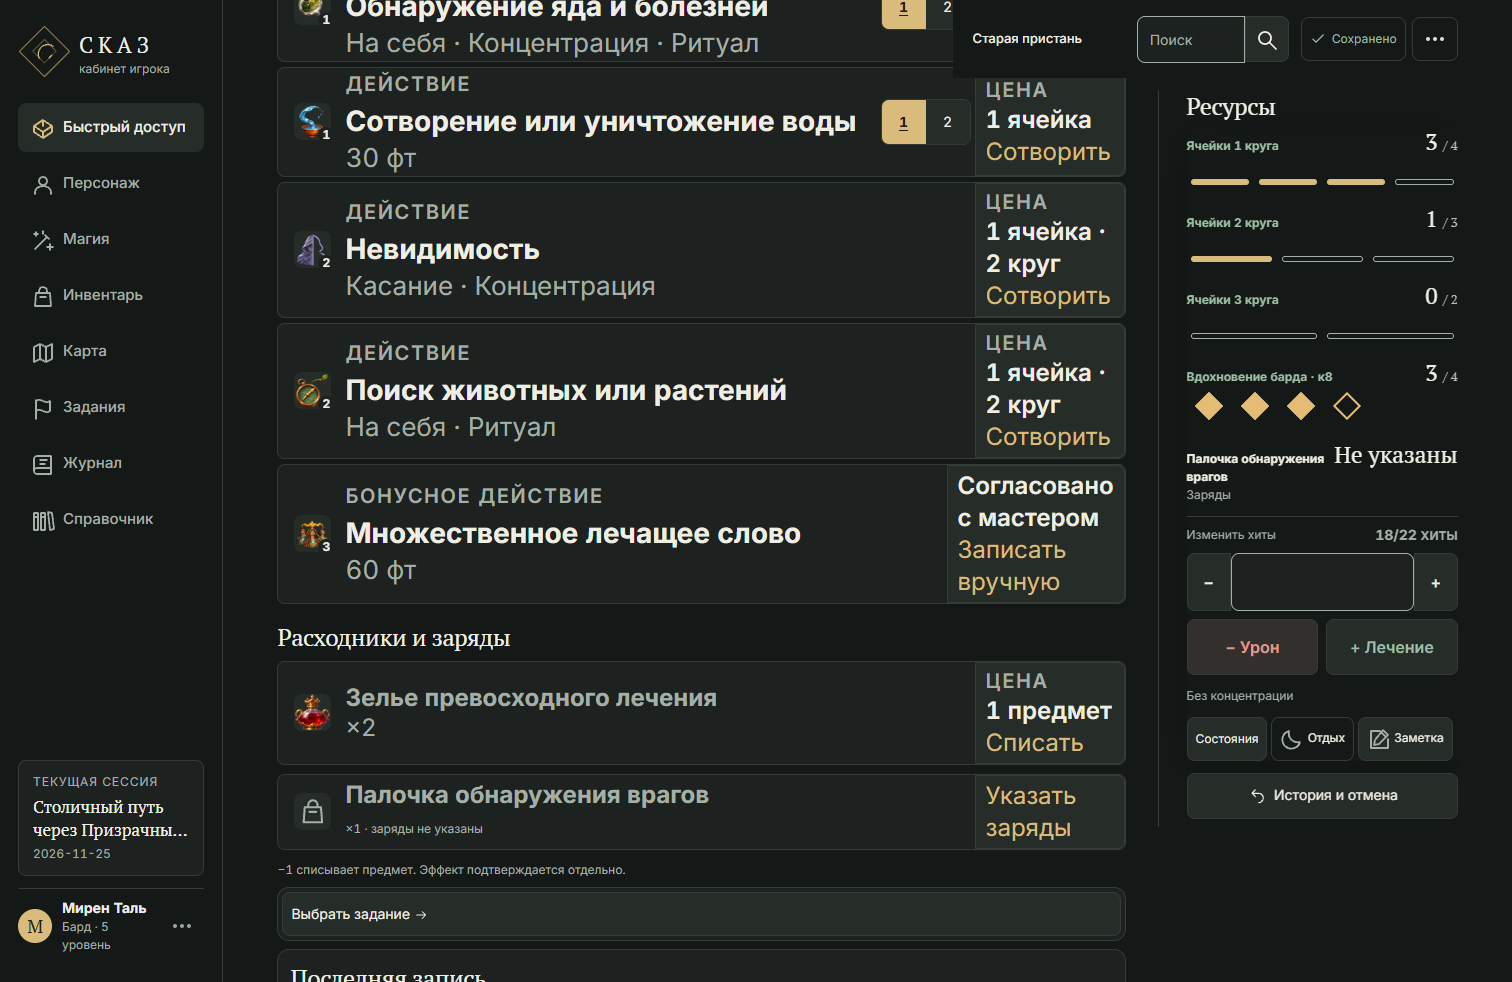 СКАЗ
кабинет игрока
Быстрый доступ
Персонаж
Магия
Инвентарь
Карта
Задания
Журнал
Справочник
ТЕКУЩАЯ СЕССИЯ
Столичный путь
через Призрачны...
2026-11-25
М
Мирен Таль
Бард · 5
уровень
Старая пристань
Поиск
Сохранено
1
Обнаружение яда и болезней
На себя · Концентрация · Ритуал
1
2
1
ДЕЙСТВИЕ
Сотворение или уничтожение воды
30 фт
1
2
ЦЕНА
1 ячейка
Сотворить
2
ДЕЙСТВИЕ
Невидимость
Касание · Концентрация
ЦЕНА
1 ячейка ·
2 круг
Сотворить
2
ДЕЙСТВИЕ
Поиск животных или растений
На себя · Ритуал
ЦЕНА
1 ячейка ·
2 круг
Сотворить
3
БОНУСНОЕ ДЕЙСТВИЕ
Множественное лечащее слово
60 фт
Согласовано
с мастером
Записать
вручную
Расходники и заряды
Зелье превосходного лечения
×2
ЦЕНА
1 предмет
Списать
Палочка обнаружения врагов
×1 · заряды не указаны
Указать
заряды
−1 списывает предмет. Эффект подтверждается отдельно.
Выбрать задание →
Последняя запись
Ресурсы
Ячейки 1 круга
3 / 4
Ячейки 2 круга
1 / 3
Ячейки 3 круга
0 / 2
Вдохновение барда · к8
3 / 4
Палочка обнаружения
врагов
Заряды
Не указаны
Изменить хиты
18/22 хиты
−
+
− Урон
+ Лечение
Без концентрации
Состояния
Отдых
Заметка
История и отмена